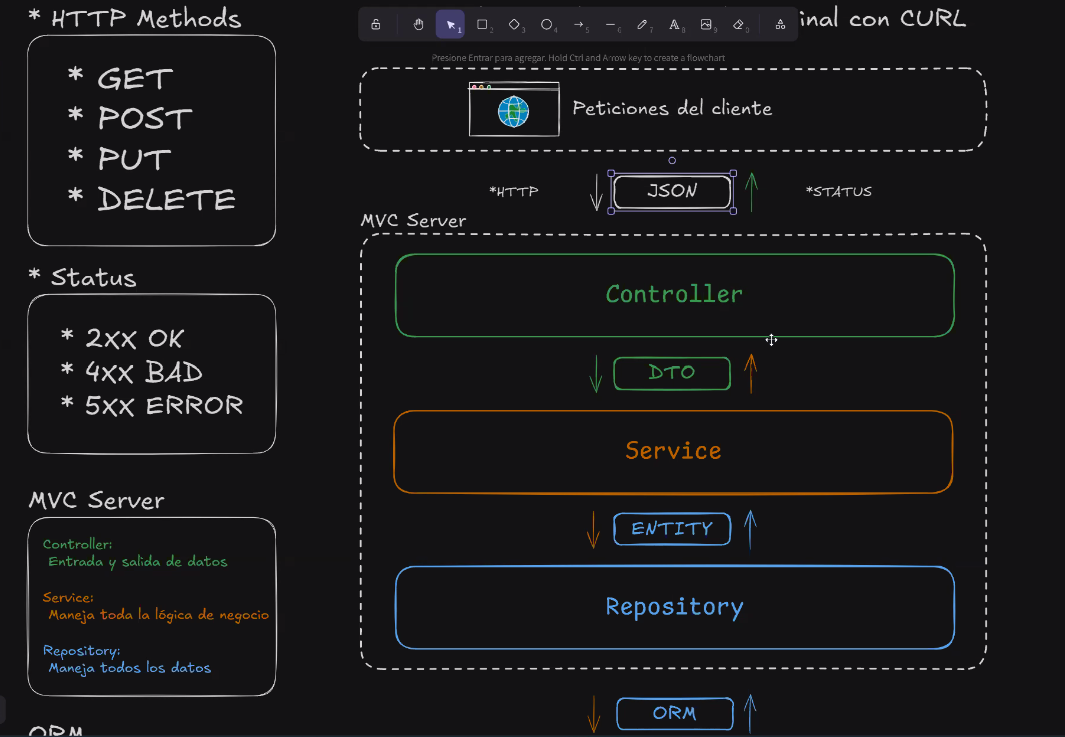 * HTTP Methods
* GET
* POST
* PUT
* DELETE
* Status
* 2XX OK
* 4XX BAD
* 5XX ERROR
MVC Server
Controller:
Entrada y salida de datos
Service:
Maneja toda la lógica de negocio
Repository:
Maneja todos los datos
ORM
inal con CURL
1
2
3
4
5
6
7
8
9
0
Presione Entrar para agregar. Hold Ctrl and Arrow key to create a flowchart
Peticiones del cliente
*HTTP
JSON
*STATUS
MVC Server
Controller
DTO
Service
ENTITY
Repository
ORM